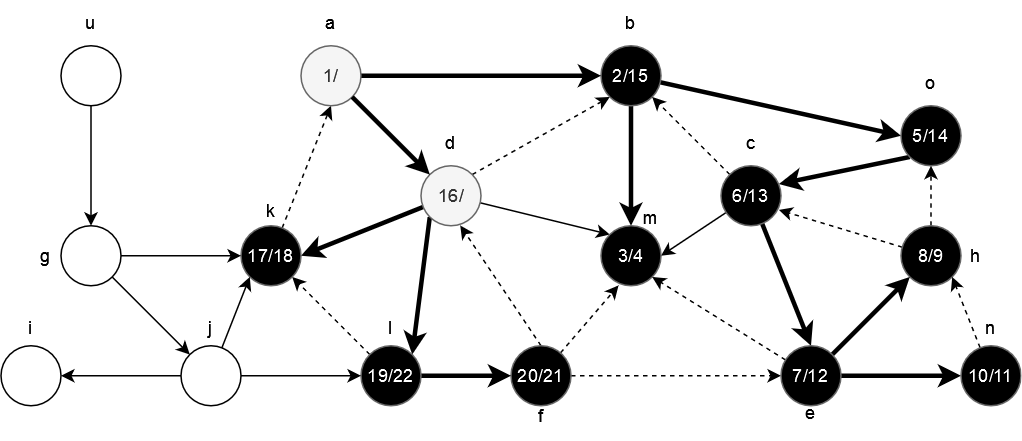 u
a
b
1/
2/15
o
5/14
d
c
16/
6/13
k
m
g
17/18
3/4
8/9
h
i
j
l
n
19/22
20/21
7/12
10/11
f
e